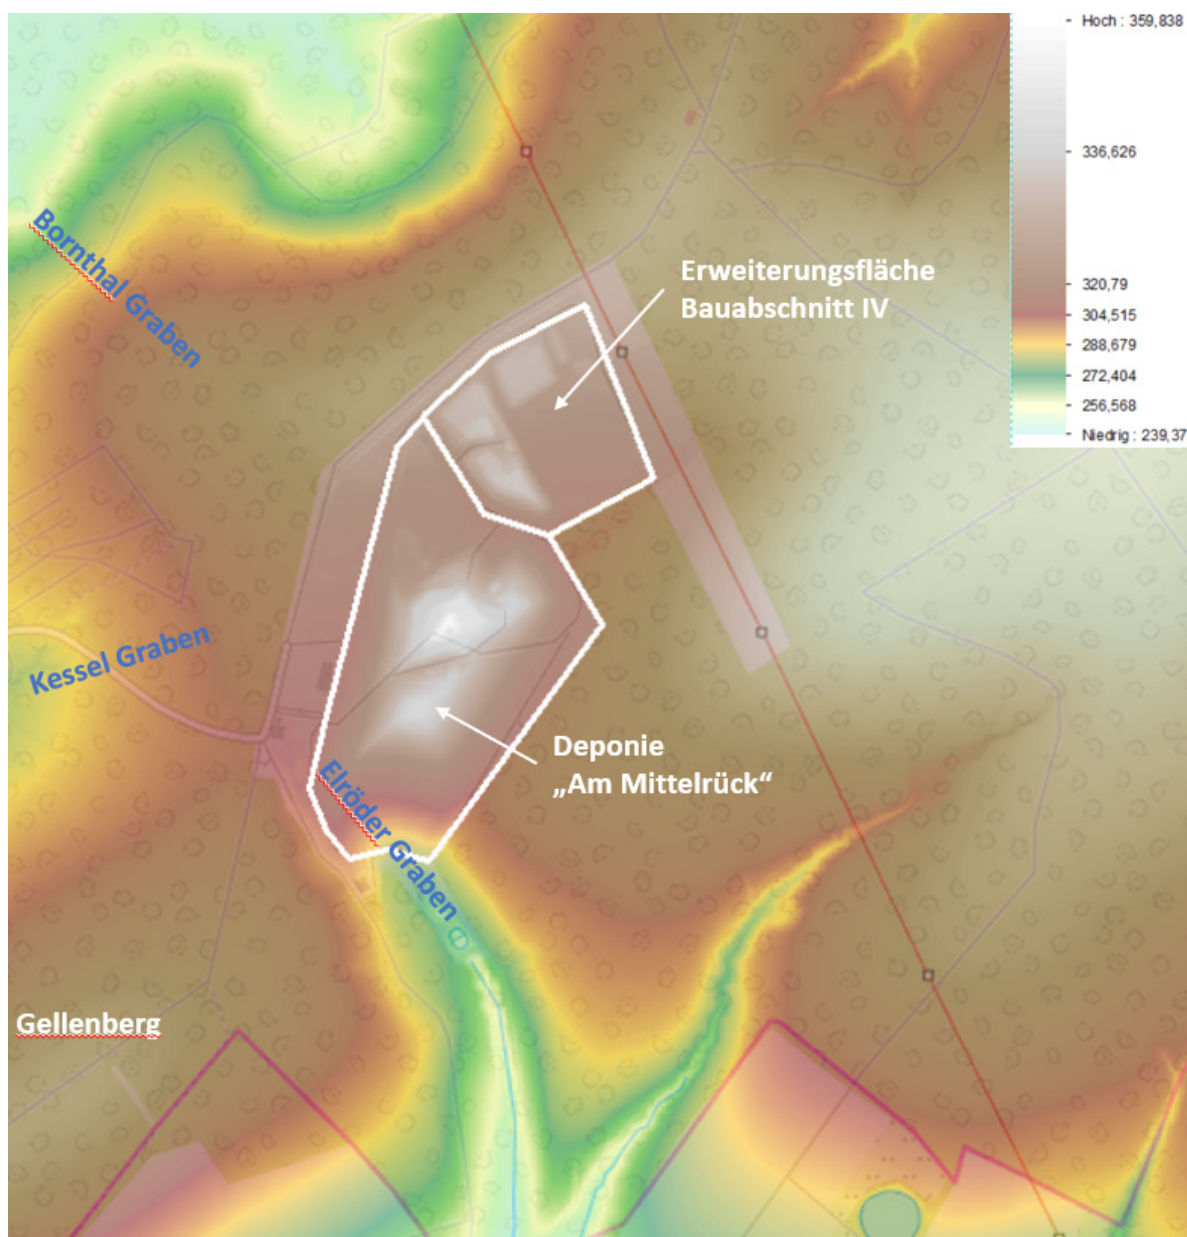 Hoch : 359,838
336,626
320,79
304,515
288,679
272,404
256,568
Niedrig : 239,37
Bornthal Graben
Erweiterungsfläche
Bauabschnitt IV
Kessel Graben
Deponie
„Am Mittelrück“
Elröder Graben
Gellenberg